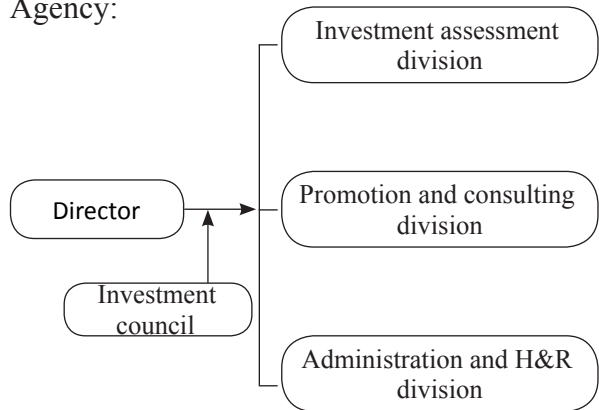 Agency:
Investment assessment
division
Director
Promotion and consulting
division
Investment
council
Administration and H&R
division